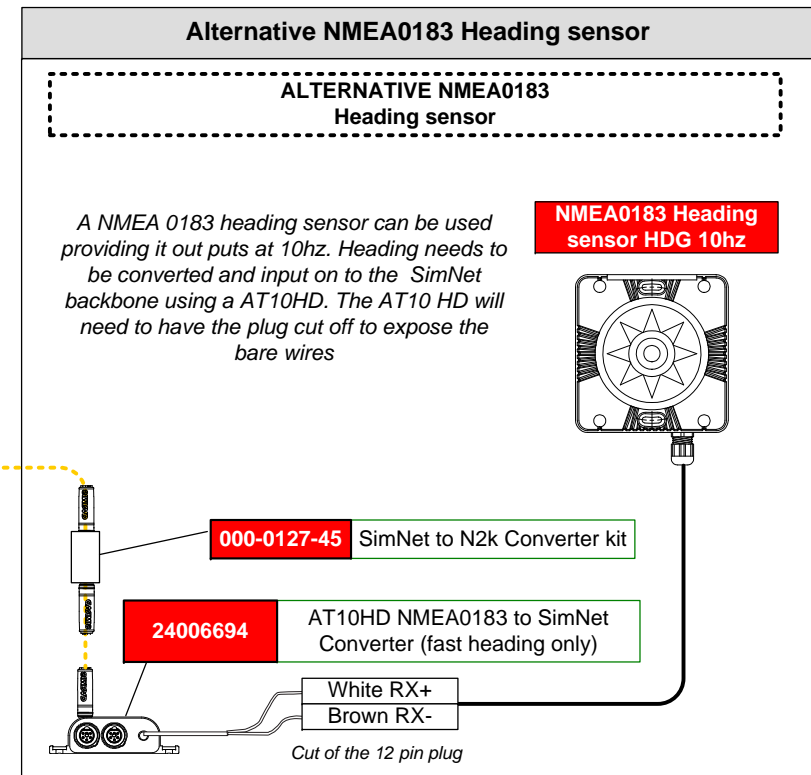 Alternative NMEA0183 Heading sensor
ALTERNATIVE NMEA0183
Heading sensor
A NMEA 0183 heading sensor can be used
providing it out puts at 10hz. Heading needs to
be converted and input on to the SimNet
backbone using a AT10HD. The AT10 HD will
need to have the plug cut off to expose the
bare wires
NMEA0183 Heading
sensor HDG 10hz
000-0127-45 SimNet to N2k Converter kit
24006694
AT10HD NMEA0183 to SimNet
Converter (fast heading only)
White RX+
Brown RX-
Cut of the 12 pin plug